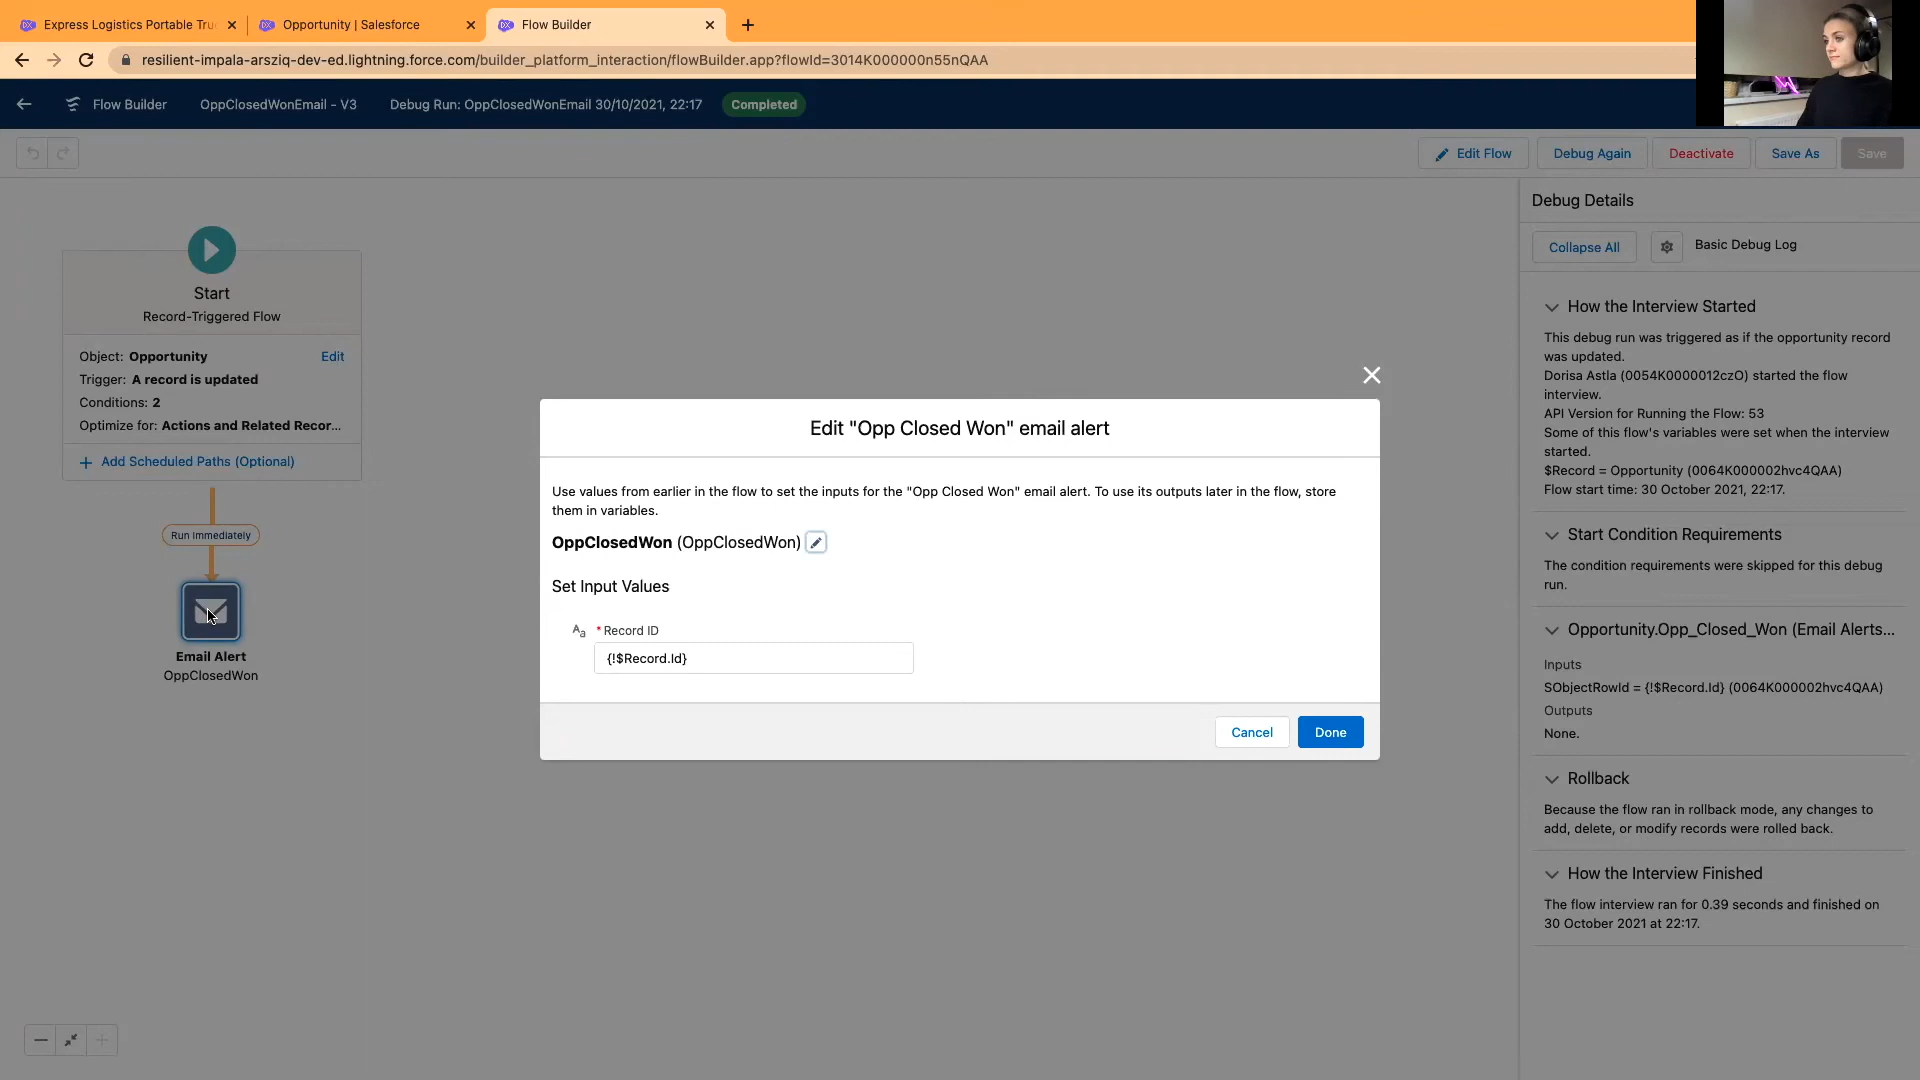 Express Logistics Portable Tru
Opportunity | Salesforce
Flow Builder
resilient-impala-arsziq-dev-ed.lightning.force.com/builder_platform_interaction/flowBuilder.app?flowId=3014K000000n55nQAA
Flow Builder
OppClosedWonEmail - V3
Debug Run: OppClosedWonEmail 30/10/2021, 22:17
Completed
Edit Flow
Debug Again
Deactivate
Save As
Save
Start
Record-Triggered Flow
Object: Opportunity
Edit
Trigger: A record is updated
Conditions: 2
Optimize for: Actions and Related Recor...
+ Add Scheduled Paths (Optional)
Run Immediately
Email Alert
OppClosedWon
Edit "Opp Closed Won" email alert
Use values from earlier in the flow to set the inputs for the "Opp Closed Won" email alert. To use its outputs later in the flow, store
them in variables.
OppClosedWon (OppClosedWon)
Set Input Values
Aa
* Record ID
{!$Record.Id}
Cancel
Done
Debug Details
Collapse All
Basic Debug Log
How the Interview Started
This debug run was triggered as if the opportunity record
was updated.
Dorisa Astla (0054K0000012czO) started the flow
interview.
API Version for Running the Flow: 53
Some of this flow's variables were set when the interview
started.
$Record = Opportunity (0064K000002hvc4QAA)
Flow start time: 30 October 2021, 22:17.
Start Condition Requirements
The condition requirements were skipped for this debug
run.
Opportunity.Opp_Closed_Won (Email Alerts...
Inputs
SObjectRowId = {!$Record.Id} (0064K000002hvc4QAA)
Outputs
None.
Rollback
Because the flow ran in rollback mode, any changes to
add, delete, or modify records were rolled back.
How the Interview Finished
The flow interview ran for 0.39 seconds and finished on
30 October 2021 at 22:17.